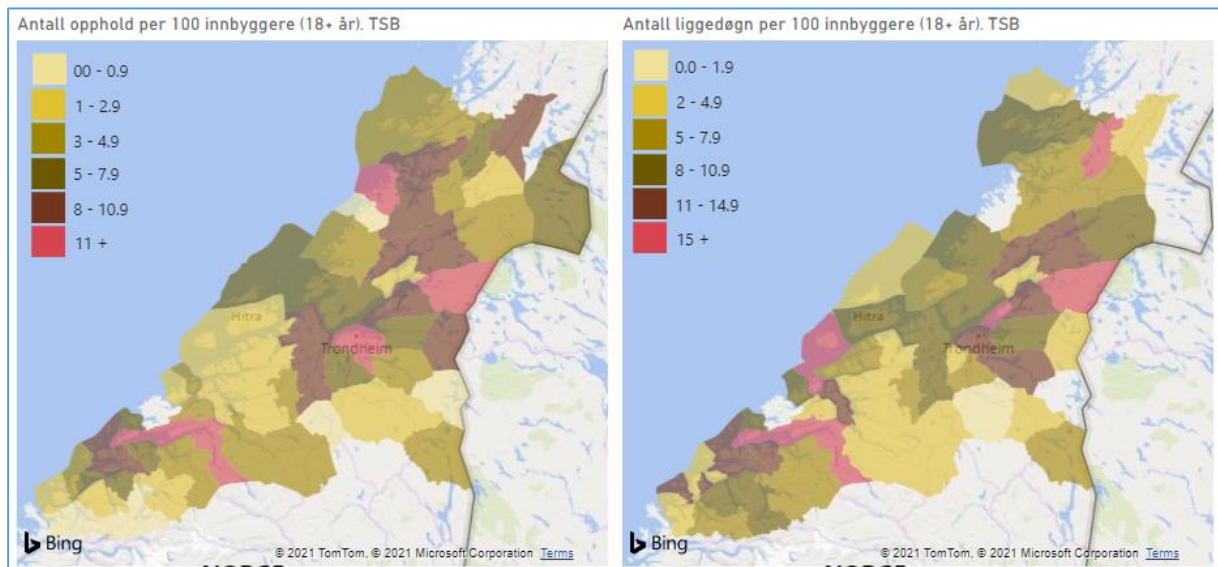 Antall opphold per 100 innbyggere (18+ år). TSB
00 - 0.9
1 - 2.9
3 - 4.9
5 - 7.9
8 - 10.9
11 +
Hitra
Trondheim
Bing
© 2021 TomTom, © 2021 Microsoft Corporation Terms
NORGE
Antall liggedøgn per 100 innbyggere (18+ år). TSB
0.0 - 1.9
2 - 4.9
5 - 7.9
8 - 10.9
11 - 14.9
15 +
Hitra
Trondheim
Bing
© 2021 TomTom, © 2021 Microsoft Corporation Terms
NORGE